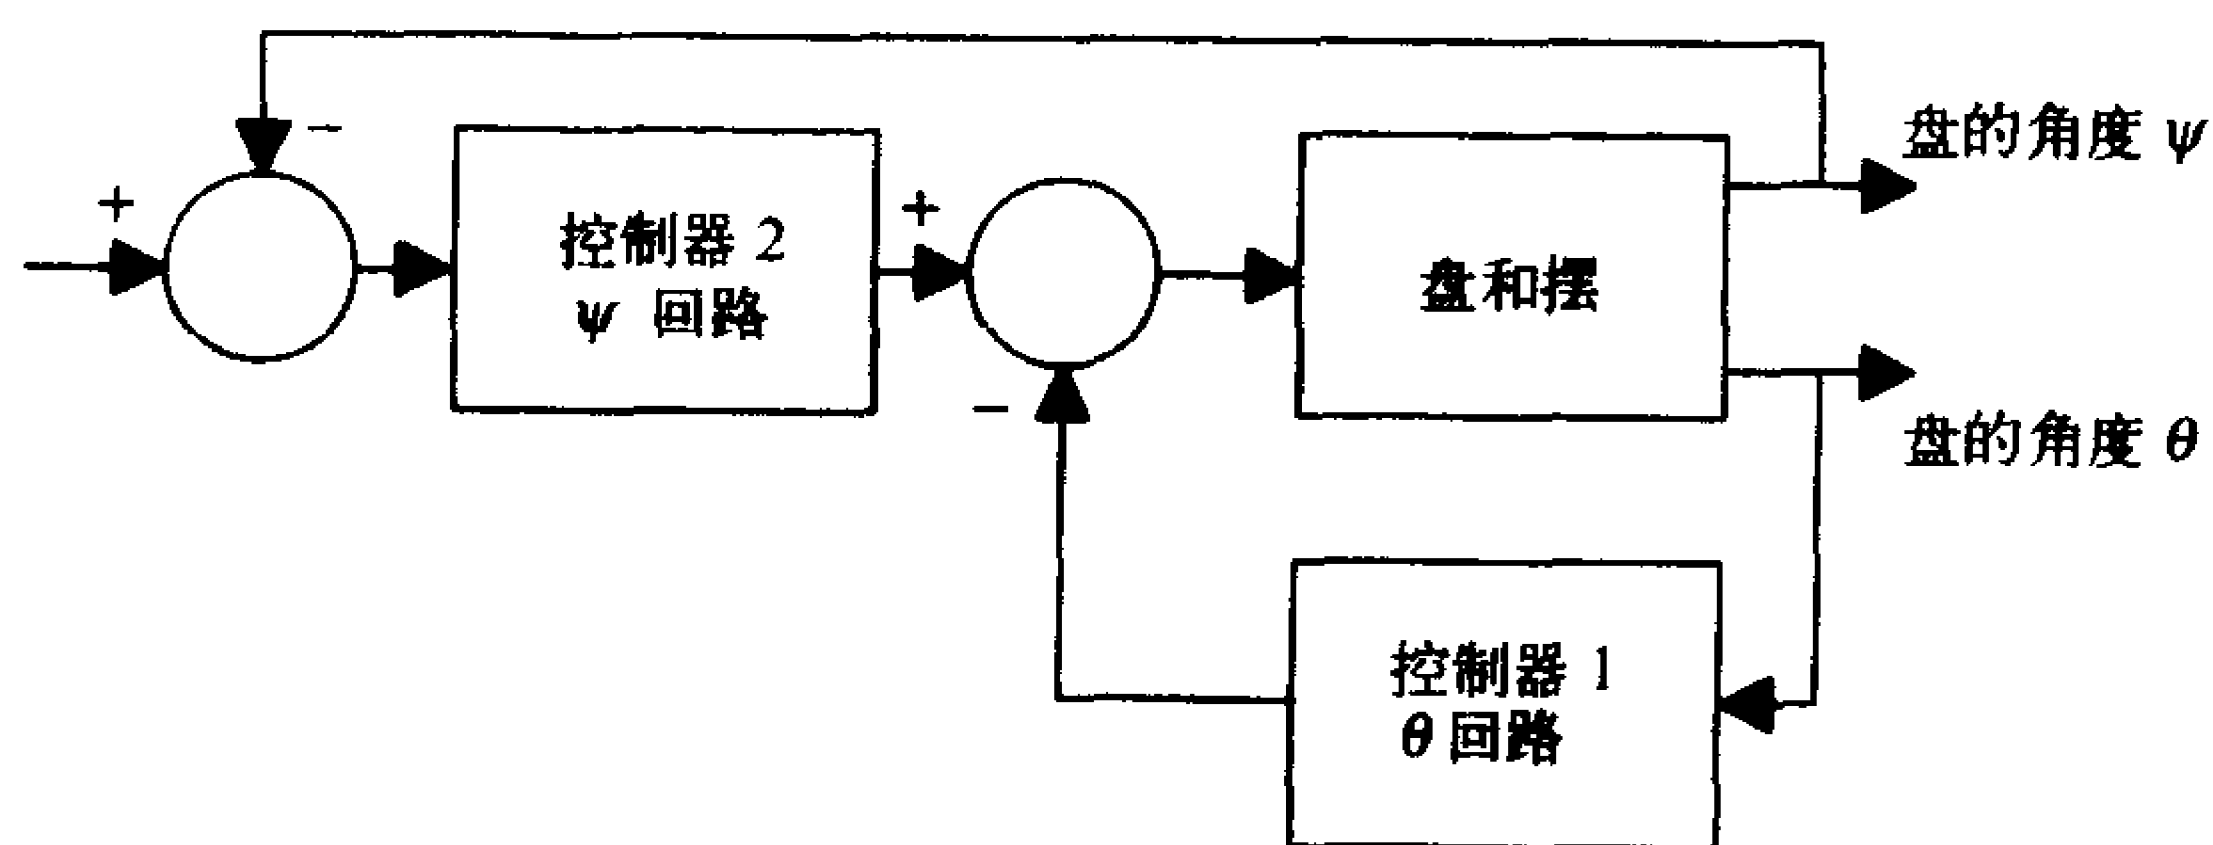 盘的角度 ψ
−
+
控制器 2
ψ 回路
+
盘和摆
−
盘的角度 θ
控制器 1
θ 回路